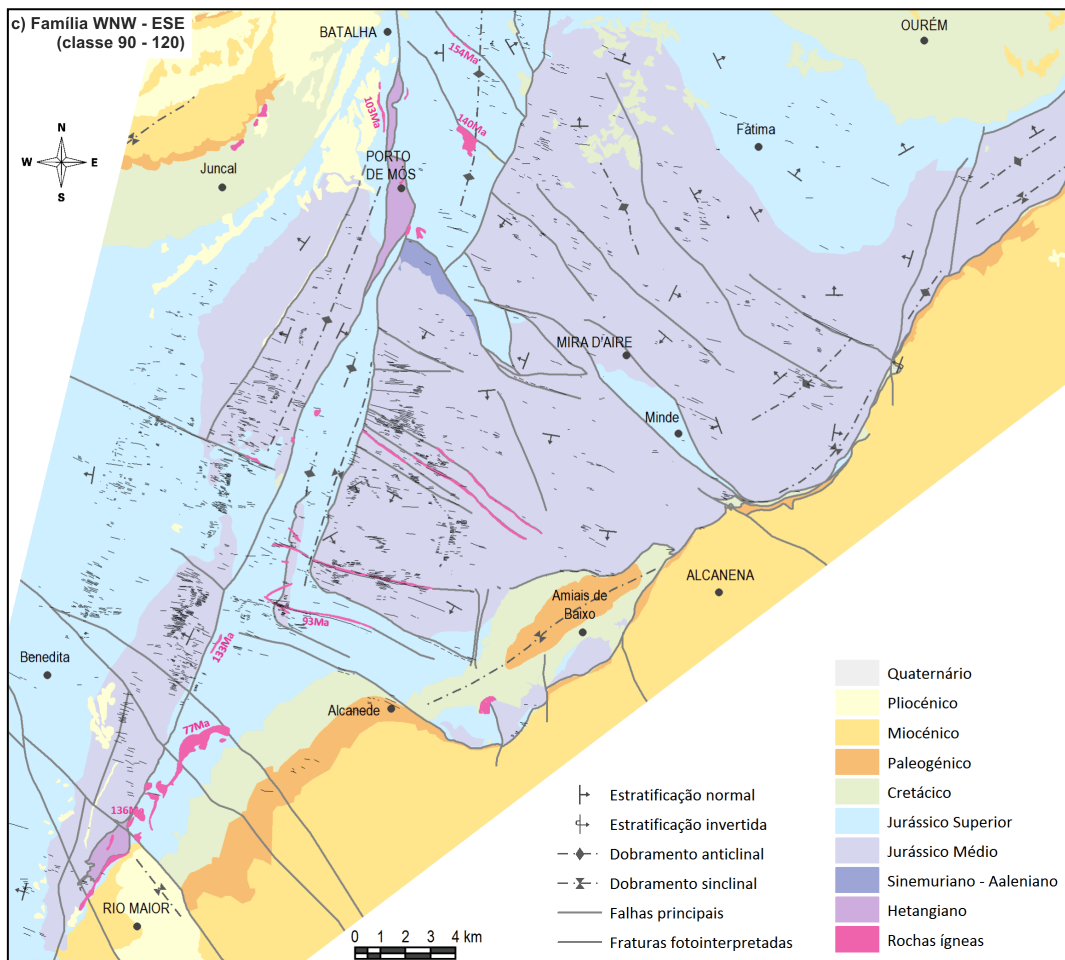 c) Família WNW - ESE
(classe 90 - 120)
BATALHA
OURÉM
154Ma
103Ma
140Ma
Fátima
N
W E
S
Juncal
PORTO
DE MÓS
MIRA D'AIRE
Minde
ALCANENA
Amiais de
Baixo
93Ma
133Ma
Benedita
Alcanede
77Ma
136Ma
RIO MAIOR
0 1 2 3 4 km
Estratificação normal
Estratificação invertida
Dobramento anticlinal
Dobramento sinclinal
Falhas principais
Fraturas fotointerpretadas
Quaternário
Pliocénico
Miocénico
Paleogénico
Cretácico
Jurássico Superior
Jurássico Médio
Sinemuriano - Aaleniano
Hetangiano
Rochas ígneas